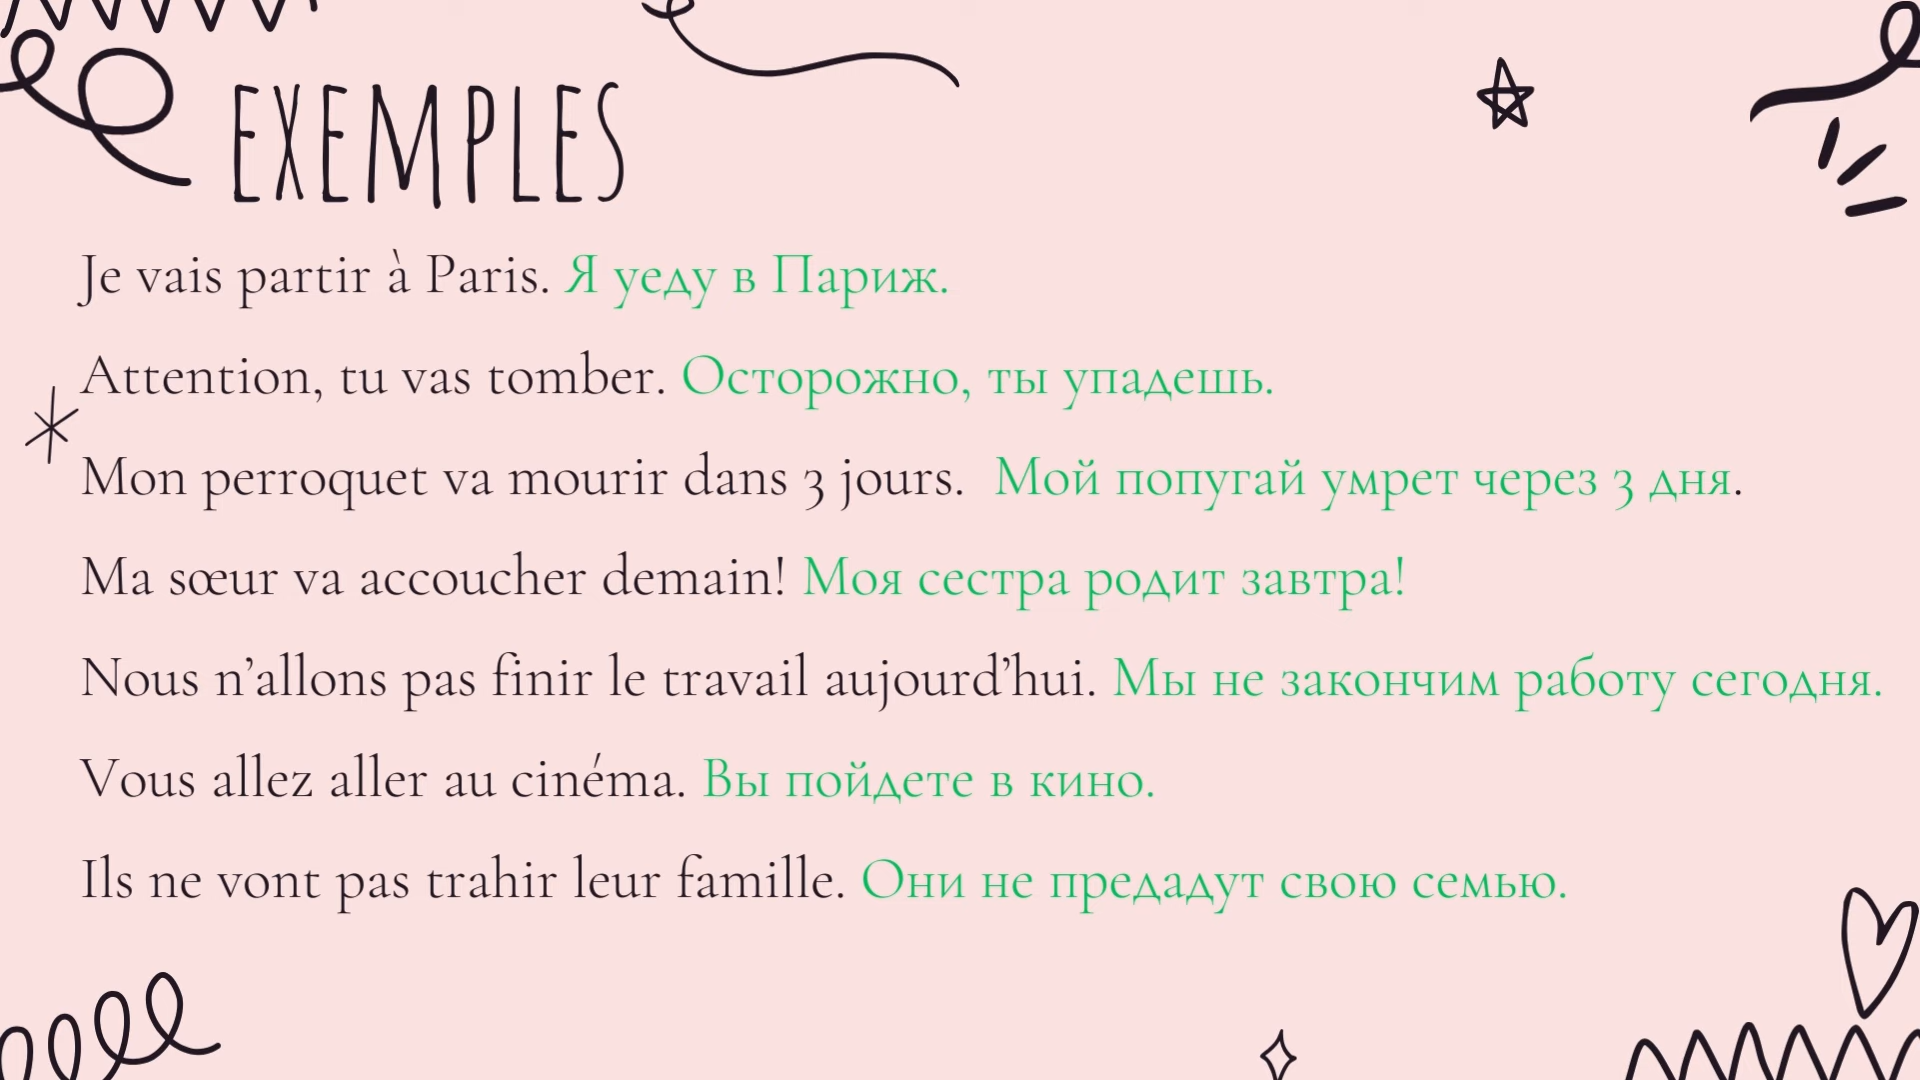 EXEMPLES
Je vais partir à Paris. Я уеду в Париж.
Attention, tu vas tomber. Осторожно, ты упадешь.
Mon perroquet va mourir dans 3 jours. Мой попугай умрет через 3 дня.
Ma sœur va accoucher demain! Моя сестра родит завтра!
Nous n’allons pas finir le travail aujourd’hui. Мы не закончим работу сегодня.
Vous allez aller au cinéma. Вы пойдете в кино.
Ils ne vont pas trahir leur famille. Они не предадут свою семью.